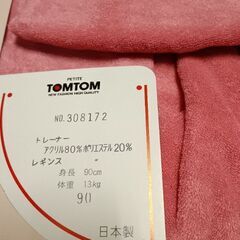 PETITE
TOMTOM
NEW FASHION HIGH QUALITY
NO. 308172
トレーナー
アクリル80% ポリエステル20%
レギンス -
身長 90cm
体重 13kg
90
日本製